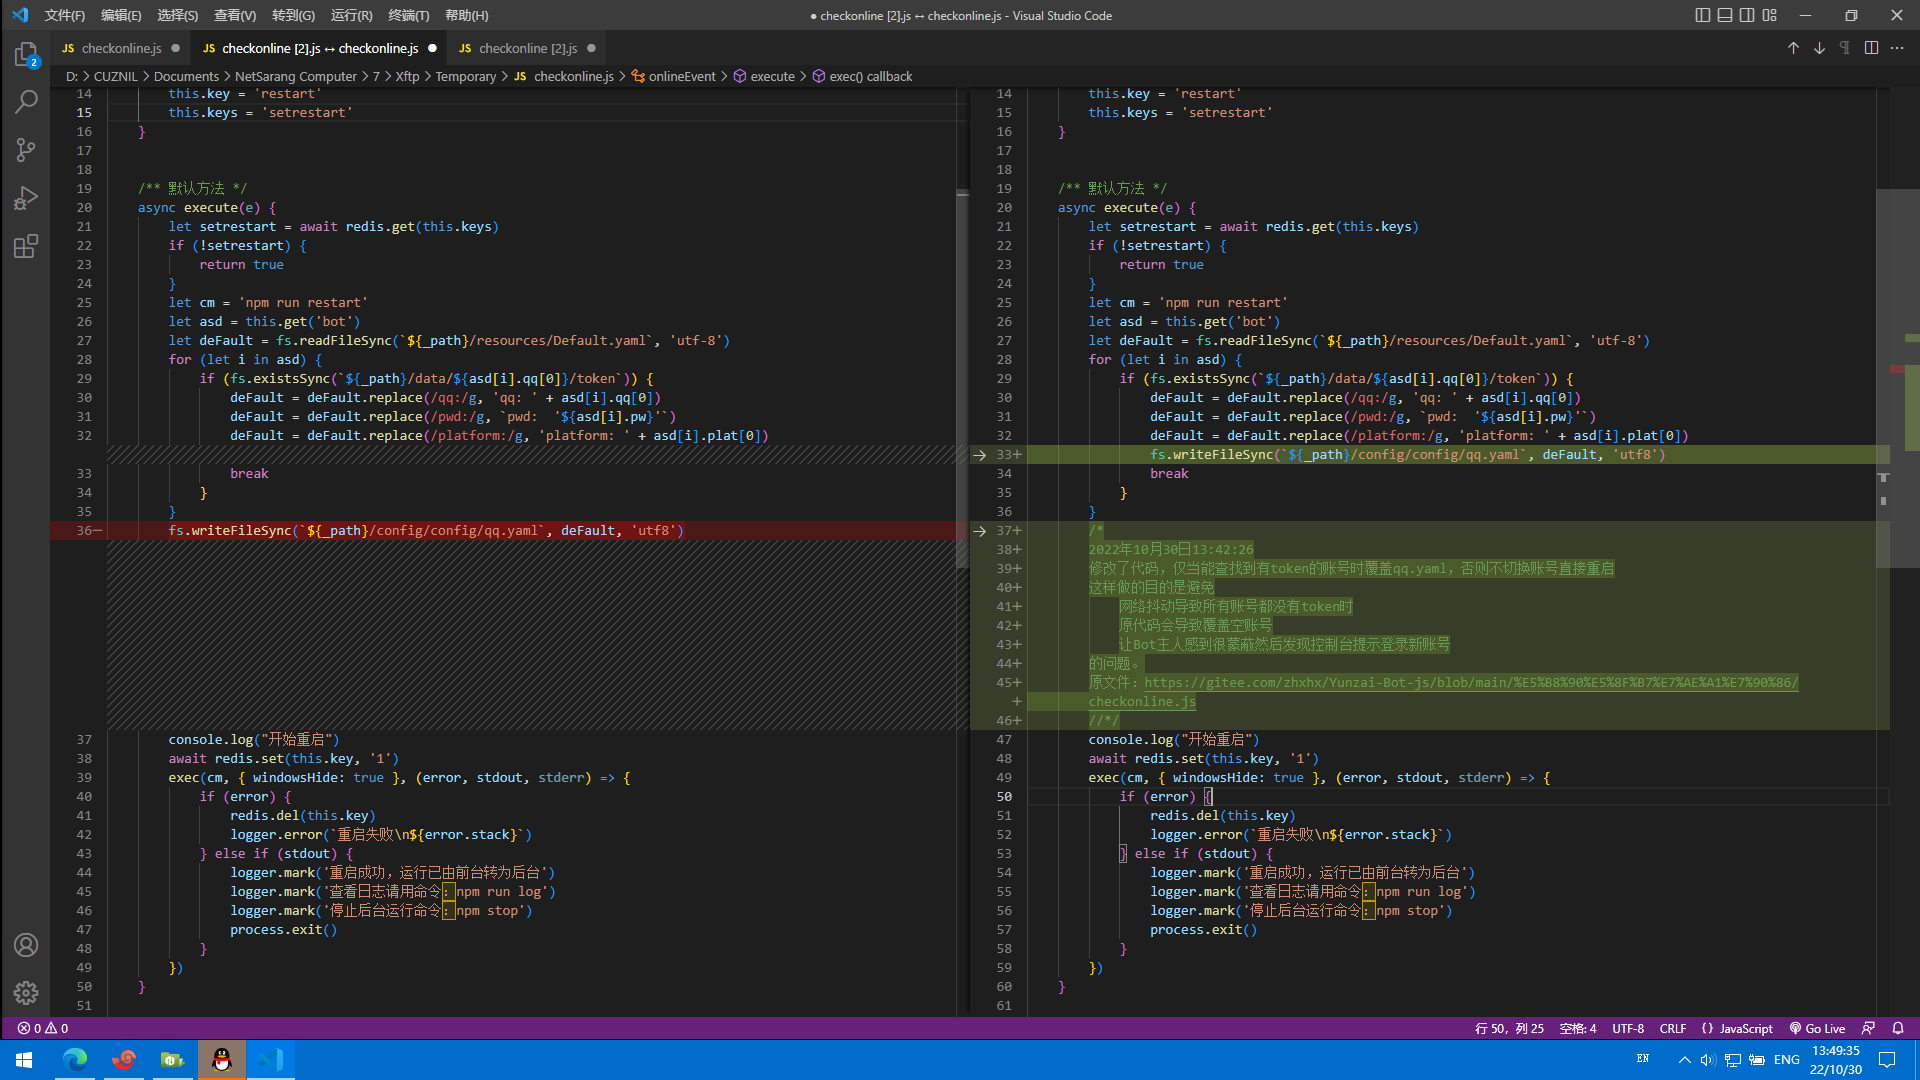 文件(F) 编辑(E) 选择(S) 查看(V) 转到(G) 运行(R) 终端(T) 帮助(H)
● checkonline [2].js ↔ checkonline.js - Visual Studio Code
JS checkonline.js ●
JS checkonline [2].js ↔ checkonline.js ●
JS checkonline [2].js ●
D: > CUZNIL > Documents > NetSarang Computer > 7 > Xftp > Temporary > JS checkonline.js > onlineEvent > execute > exec() callback
2
14 this.key = 'restart'
15 this.keys = 'setrestart'
16 }
17
18
19 /** 默认方法 */
20 async execute(e) {
21 let setrestart = await redis.get(this.keys)
22 if (!setrestart) {
23 return true
24 }
25 let cm = 'npm run restart'
26 let asd = this.get('bot')
27 let deFault = fs.readFileSync(`${_path}/resources/Default.yaml`, 'utf-8')
28 for (let i in asd) {
29 if (fs.existsSync(`${_path}/data/${asd[i].qq[0]}/token`)) {
30 deFault = deFault.replace(/qq:/g, 'qq: ' + asd[i].qq[0])
31 deFault = deFault.replace(/pwd:/g, `pwd:  '${asd[i].pw}'`)
32 deFault = deFault.replace(/platform:/g, 'platform: ' + asd[i].plat[0])
33 break
34 }
35 }
36− fs.writeFileSync(`${_path}/config/config/qq.yaml`, deFault, 'utf8')
37 console.log("开始重启")
38 await redis.set(this.key, '1')
39 exec(cm, { windowsHide: true }, (error, stdout, stderr) => {
40 if (error) {
41 redis.del(this.key)
42 logger.error(`重启失败\n${error.stack}`)
43 } else if (stdout) {
44 logger.mark('重启成功，运行已由前台转为后台')
45 logger.mark('查看日志请用命令：npm run log')
46 logger.mark('停止后台运行命令：npm stop')
47 process.exit()
48 }
49 })
50 }
51
14 this.key = 'restart'
15 this.keys = 'setrestart'
16 }
17
18
19 /** 默认方法 */
20 async execute(e) {
21 let setrestart = await redis.get(this.keys)
22 if (!setrestart) {
23 return true
24 }
25 let cm = 'npm run restart'
26 let asd = this.get('bot')
27 let deFault = fs.readFileSync(`${_path}/resources/Default.yaml`, 'utf-8')
28 for (let i in asd) {
29 if (fs.existsSync(`${_path}/data/${asd[i].qq[0]}/token`)) {
30 deFault = deFault.replace(/qq:/g, 'qq: ' + asd[i].qq[0])
31 deFault = deFault.replace(/pwd:/g, `pwd:  '${asd[i].pw}'`)
32 deFault = deFault.replace(/platform:/g, 'platform: ' + asd[i].plat[0])
33+ fs.writeFileSync(`${_path}/config/config/qq.yaml`, deFault, 'utf8')
34 break
35 }
36 }
37+ /*
38+ 2022年10月30日13:42:26
39+ 修改了代码，仅当能查找到有token的账号时覆盖qq.yaml，否则不切换账号直接重启
40+ 这样做的目的是避免
41+ 网络抖动导致所有账号都没有token时
42+ 原代码会导致覆盖空账号
43+ 让Bot主人感到很蒙蔽然后发现控制台提示登录新账号
44+ 的问题。
45+ 原文件：https://gitee.com/zhxhx/Yunzai-Bot-js/blob/main/%E5%B8%90%E5%8F%B7%E7%AE%A1%E7%90%86/
+ checkonline.js
46+ //*/
47 console.log("开始重启")
48 await redis.set(this.key, '1')
49 exec(cm, { windowsHide: true }, (error, stdout, stderr) => {
50 if (error) {
51 redis.del(this.key)
52 logger.error(`重启失败\n${error.stack}`)
53 } else if (stdout) {
54 logger.mark('重启成功，运行已由前台转为后台')
55 logger.mark('查看日志请用命令：npm run log')
56 logger.mark('停止后台运行命令：npm stop')
57 process.exit()
58 }
59 })
60 }
61
0 0
行 50，列 25 空格: 4 UTF-8 CRLF {} JavaScript Go Live
EN
ENG
13:49:35
22/10/30